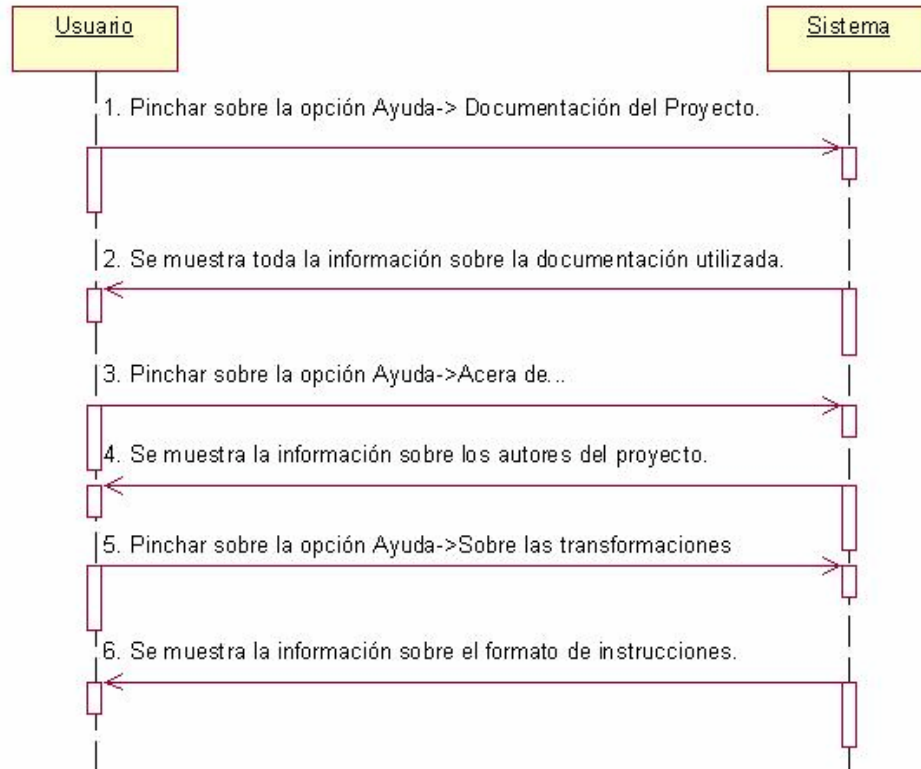 Usuario
Sistema
1. Pinchar sobre la opción Ayuda-> Documentación del Proyecto.
2. Se muestra toda la información sobre la documentación utilizada.
3. Pinchar sobre la opción Ayuda->Acera de...
4. Se muestra la información sobre los autores del proyecto.
5. Pinchar sobre la opción Ayuda->Sobre las transformaciones
6. Se muestra la información sobre el formato de instrucciones.